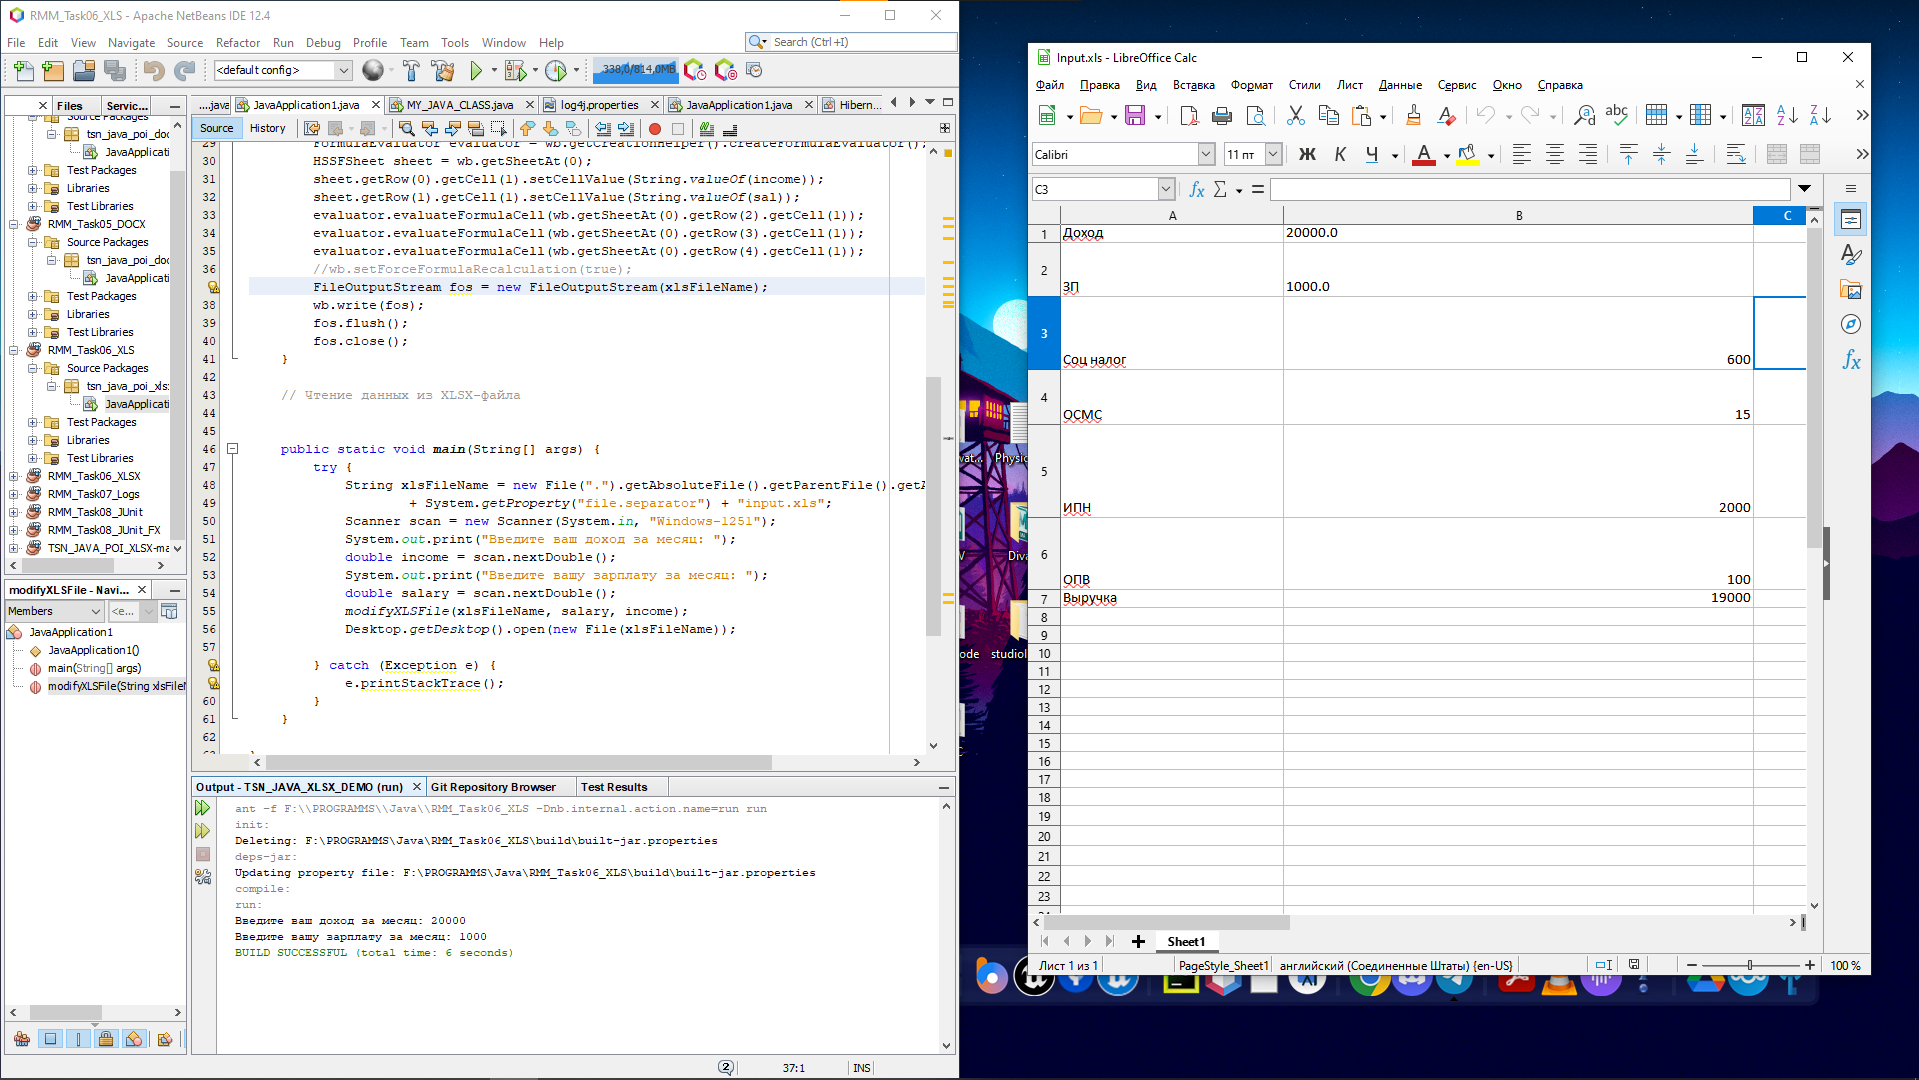 RMM_Task06_XLS - Apache NetBeans IDE 12.4
File Edit View Navigate Source Refactor Run Debug Profile Team Tools Window Help
Search (Ctrl+I)
<default config>
338,0/814,0MB
Files
Servic...
Source Packages
tsn_java_poi_doc
JavaApplicati
Test Packages
Libraries
Test Libraries
RMM_Task05_DOCX
Source Packages
tsn_java_poi_doc
JavaApplicati
Test Packages
Libraries
Test Libraries
RMM_Task06_XLS
Source Packages
tsn_java_poi_xls
JavaApplicati
Test Packages
Libraries
Test Libraries
RMM_Task06_XLSX
RMM_Task07_Logs
RMM_Task08_JUnit
RMM_Task08_JUnit_FX
TSN_JAVA_POI_XLSX-ma
modifyXLSFile - Navi...
Members
<e...
JavaApplication1
JavaApplication1()
main(String[] args)
modifyXLSFile(String xlsFileN
....java
JavaApplication1.java
MY_JAVA_CLASS.java
log4j.properties
JavaApplication1.java
Hibern...
Source History
29 FormulaEvaluator evaluator = wb.getCreationHelper().createFormulaEvaluator();
30 HSSFSheet sheet = wb.getSheetAt(0);
31 sheet.getRow(0).getCell(1).setCellValue(String.valueOf(income));
32 sheet.getRow(1).getCell(1).setCellValue(String.valueOf(sal));
33 evaluator.evaluateFormulaCell(wb.getSheetAt(0).getRow(2).getCell(1));
34 evaluator.evaluateFormulaCell(wb.getSheetAt(0).getRow(3).getCell(1));
35 evaluator.evaluateFormulaCell(wb.getSheetAt(0).getRow(4).getCell(1));
36 //wb.setForceFormulaRecalculation(true);
FileOutputStream fos = new FileOutputStream(xlsFileName);
38 wb.write(fos);
39 fos.flush();
40 fos.close();
41 }
42
43 // Чтение данных из XLSX-файла
44
45
46 public static void main(String[] args) {
47 try {
48 String xlsFileName = new File(".").getAbsoluteFile().getParentFile().getA
49 + System.getProperty("file.separator") + "input.xls";
50 Scanner scan = new Scanner(System.in, "Windows-1251");
51 System.out.print("Введите ваш доход за месяц: ");
52 double income = scan.nextDouble();
53 System.out.print("Введите вашу зарплату за месяц: ");
54 double salary = scan.nextDouble();
55 modifyXLSFile(xlsFileName, salary, income);
56 Desktop.getDesktop().open(new File(xlsFileName));
57
} catch (Exception e) {
e.printStackTrace();
60 }
61 }
62
Output - TSN_JAVA_XLSX_DEMO (run)
Git Repository Browser
Test Results
ant -f F:\\PROGRAMMS\\Java\\RMM_Task06_XLS -Dnb.internal.action.name=run run
init:
Deleting: F:\PROGRAMMS\Java\RMM_Task06_XLS\build\built-jar.properties
deps-jar:
Updating property file: F:\PROGRAMMS\Java\RMM_Task06_XLS\build\built-jar.properties
compile:
run:
Введите ваш доход за месяц: 20000
Введите вашу зарплату за месяц: 1000
BUILD SUCCESSFUL (total time: 6 seconds)
2
37:1
INS
Physic
Diva
ode
studiol
Input.xls - LibreOffice Calc
Файл Правка Вид Вставка Формат Стили Лист Данные Сервис Окно Справка
Calibri
11 пт
Ж К Ч
C3
A B C
1 Доход 20000.0
2 ЗП 1000.0
3 Соц налог 600
4 ОСМС 15
5 ИПН 2000
6 ОПВ 100
7 Выручка 19000
8
9
10
11
12
13
14
15
16
17
18
19
20
21
22
23
Sheet1
Лист 1 из 1
PageStyle_Sheet1
английский (Соединенные Штаты) {en-US}
100 %